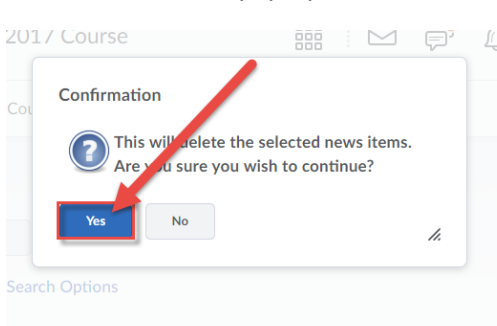 2017 Course
Cou
Confirmation
This will delete the selected news items.
Are you sure you wish to continue?
Yes
No
Search Options